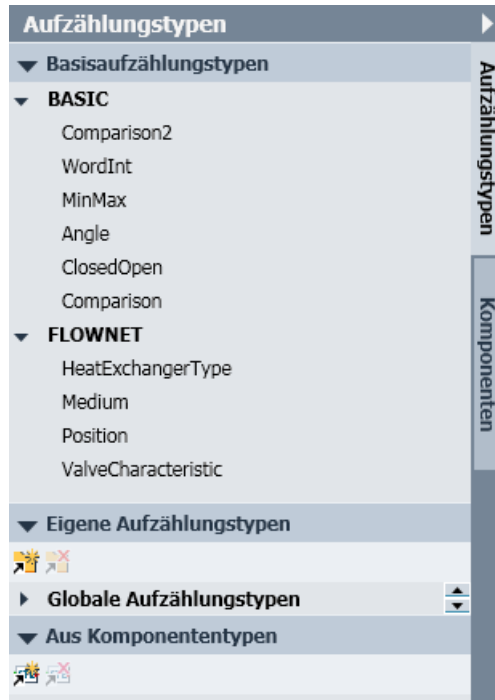 Aufzählungstypen
Basisaufzählungstypen
BASIC
Comparison2
WordInt
MinMax
Angle
ClosedOpen
Comparison
FLOWNET
HeatExchangerType
Medium
Position
ValveCharacteristic
Eigene Aufzählungstypen
Globale Aufzählungstypen
Aus Komponententypen
Aufzählungstypen
Komponenten